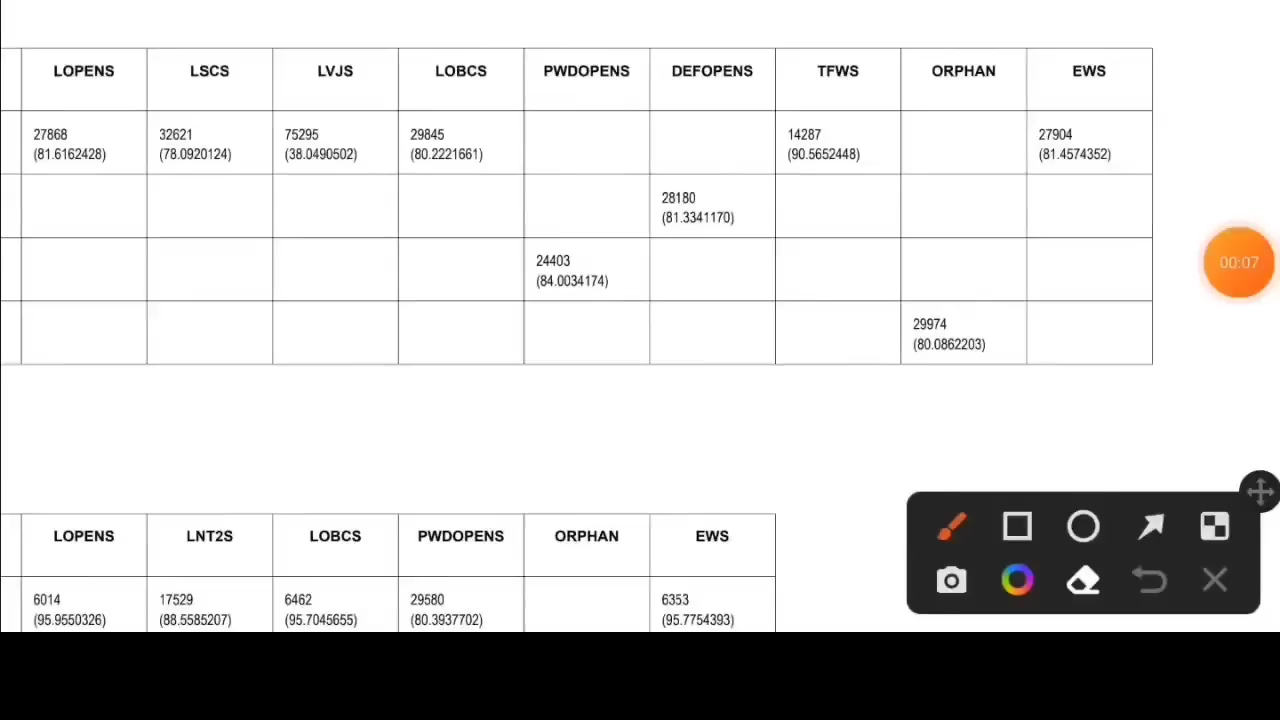 LOPENS LSCS LVJS LOBCS PWDOPENS DEFOPENS TFWS ORPHAN EWS
27868 32621 75295 29845 14287 27904
(81.6162428) (78.0920124) (38.0490502) (80.2221661) (90.5652448) (81.4574352)
28180
(81.3341170)
00:07
24403
(84.0034174)
29974
(80.0862203)
LOPENS LNT2S LOBCS PWDOPENS ORPHAN EWS
6014 17529 6462 29580 6353
(95.9550326) (88.5585207) (95.7045655) (80.3937702) (95.7754393)